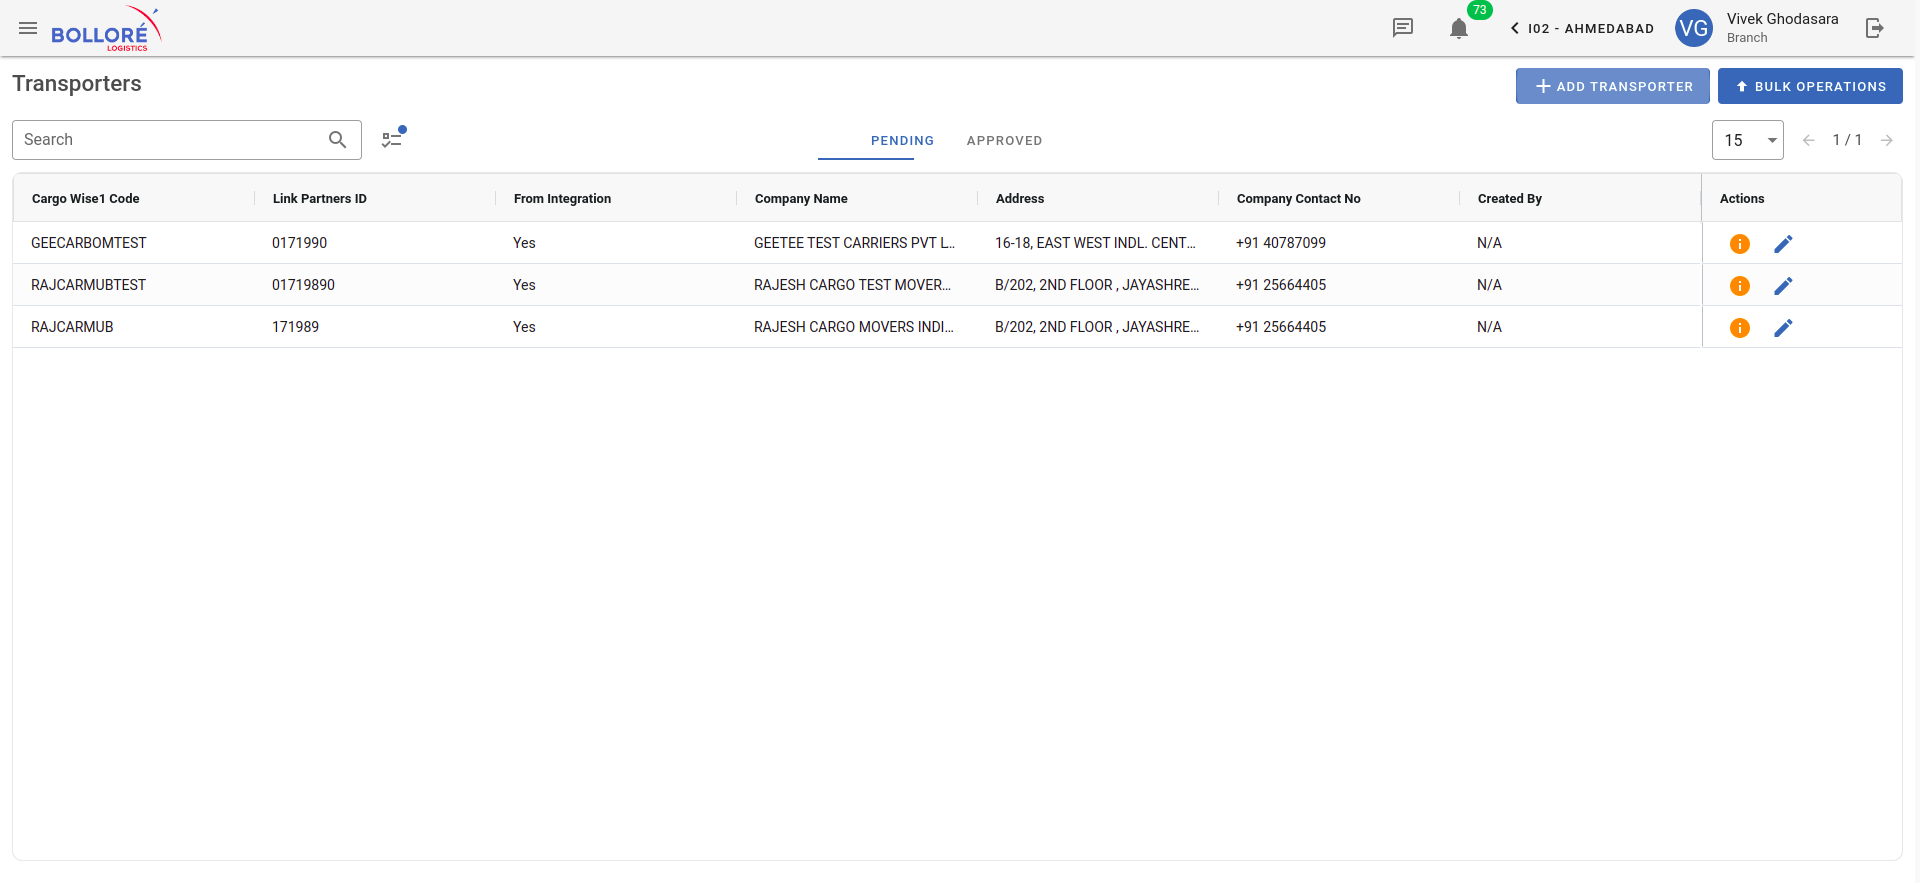 BOLLORÉ
LOGISTICS
73
I02 - AHMEDABAD
VG
Vivek Ghodasara
Branch
Transporters
ADD TRANSPORTER
BULK OPERATIONS
Search
PENDING
APPROVED
15
1 / 1
Cargo Wise1 Code Link Partners ID From Integration Company Name Address Company Contact No Created By Actions
GEECARBOMTEST 0171990 Yes GEETEE TEST CARRIERS PVT L... 16-18, EAST WEST INDL. CENT... +91 40787099 N/A
RAJCARMUBTEST 01719890 Yes RAJESH CARGO TEST MOVER... B/202, 2ND FLOOR , JAYASHRE... +91 25664405 N/A
RAJCARMUB 171989 Yes RAJESH CARGO MOVERS INDI... B/202, 2ND FLOOR , JAYASHRE... +91 25664405 N/A